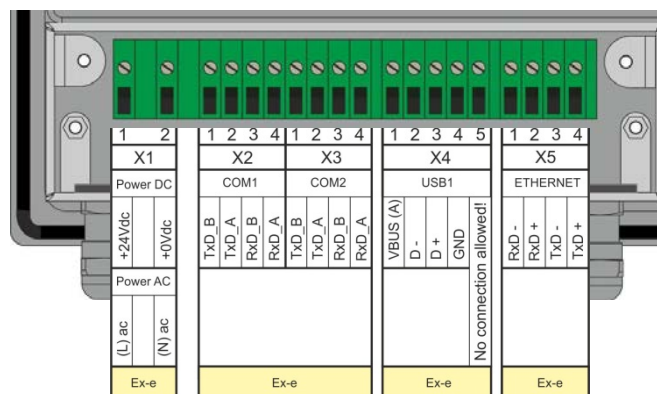 1 2 1 2 3 4 1 2 3 4 1 2 3 4 5 1 2 3 4
X1 X2 X3 X4 X5
Power DC COM1 COM2 USB1 ETHERNET
+24Vdc +0Vdc TxD_B TxD_A RxD_B RxD_A TxD_B TxD_A RxD_B RxD_A VBUS (A) D - D + GND No connection allowed! RxD - RxD + TxD - TxD +
Power AC
(L) ac (N) ac
Ex-e Ex-e Ex-e Ex-e